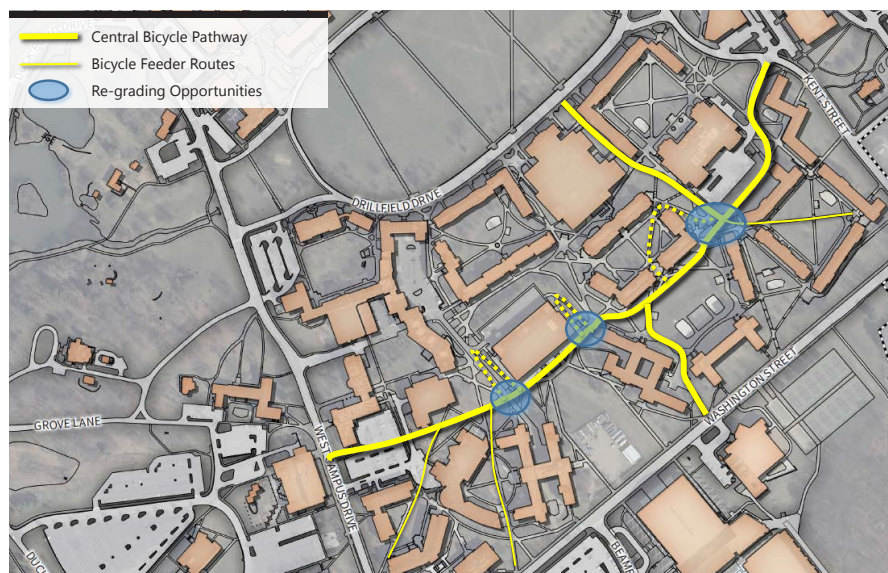 Central Bicycle Pathway
Bicycle Feeder Routes
Re-grading Opportunities
KENT STREET
DRILLFIELD DRIVE
WASHINGTON STREET
GROVE LANE
WEST CAMPUS DRIVE